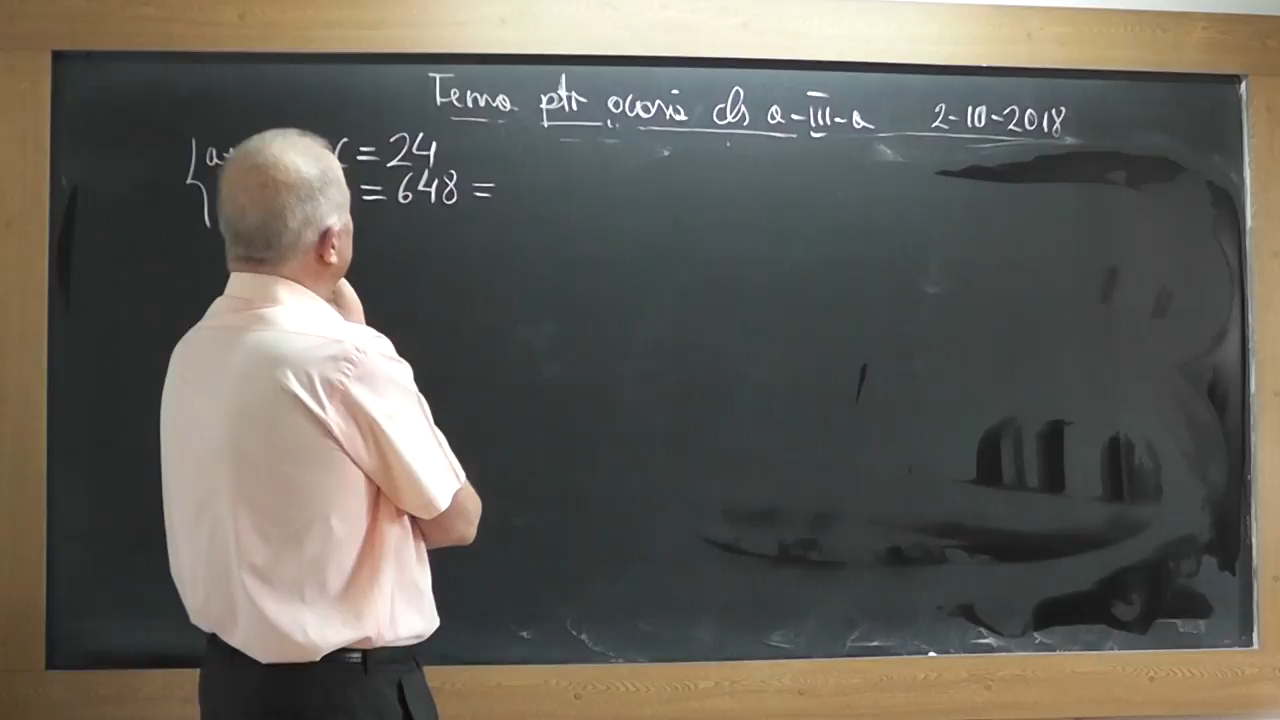 Tema ptr acasă cls a-III-a 2-10-2018
= 24
= 648 =